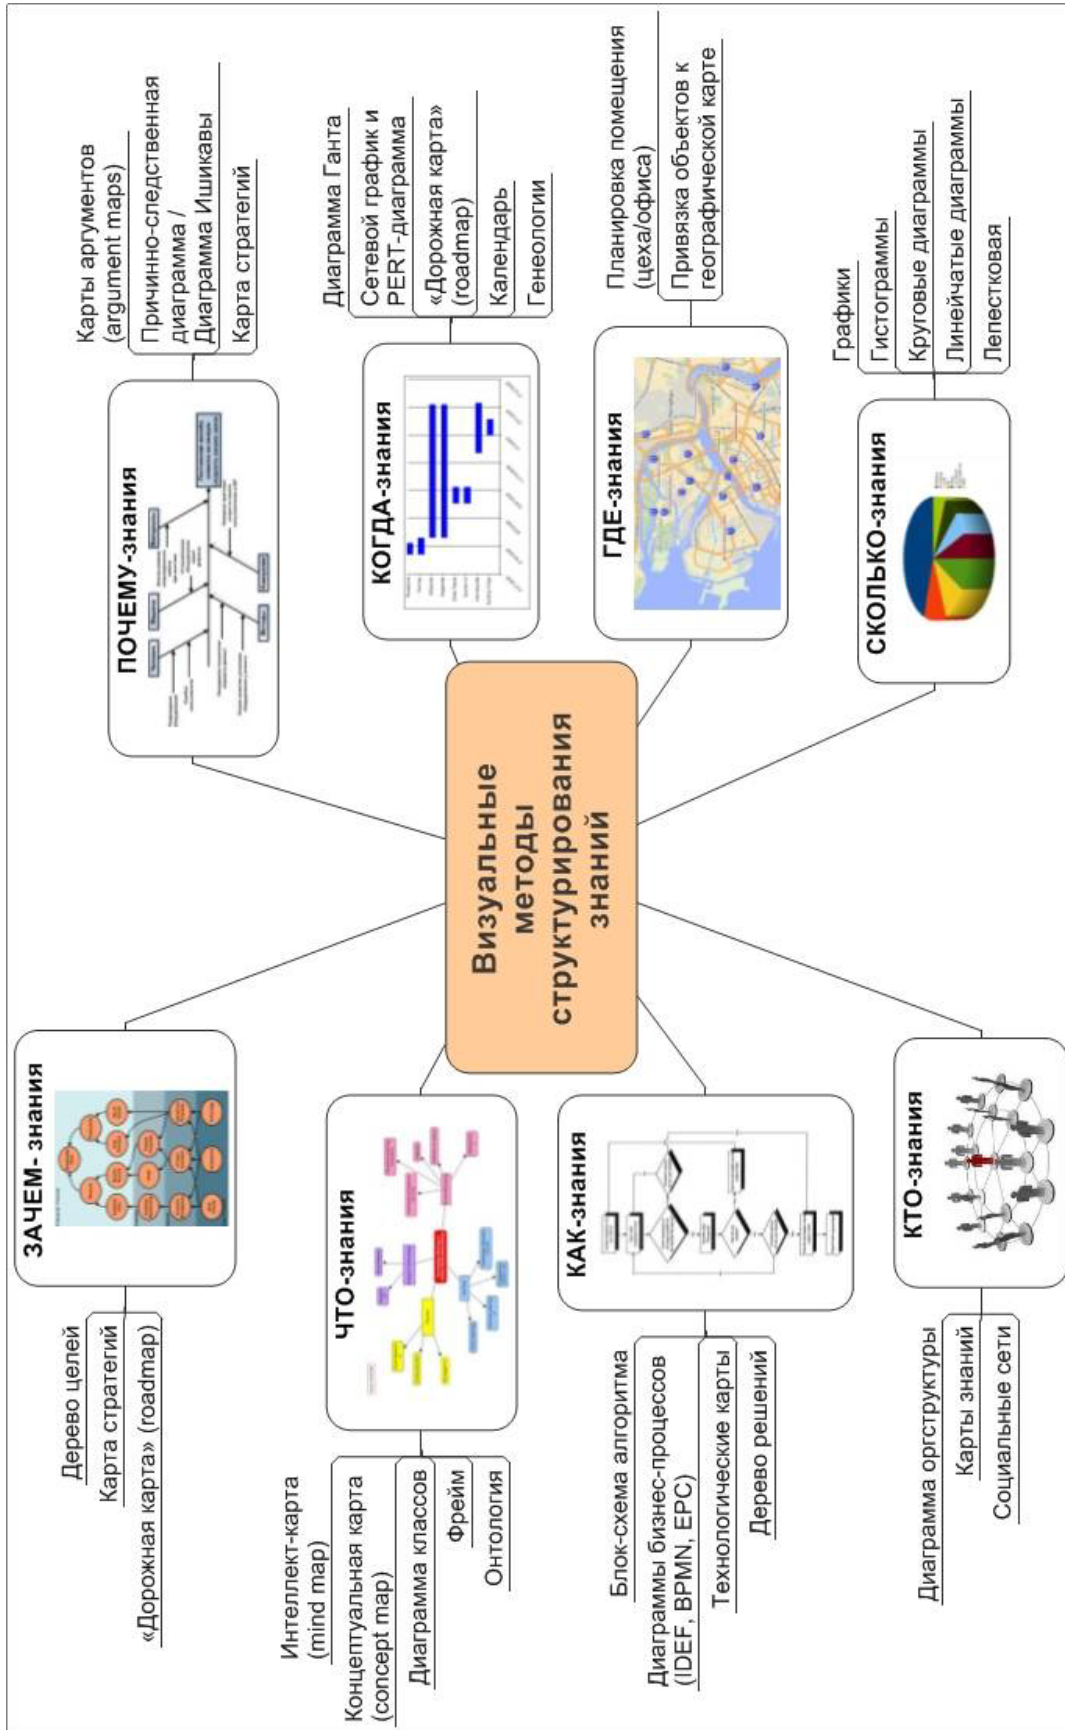 Визуальные
методы
структурирования
знаний
ЗАЧЕМ- знания
Дерево целей
Карта стратегий
«Дорожная карта» (roadmap)
ЧТО-знания
Интеллект-карта
(mind map)
Концептуальная карта
(concept map)
Диаграмма классов
Фрейм
Онтология
КАК-знания
Блок-схема алгоритма
Диаграммы бизнес-процессов
(IDEF, BPMN, EPC)
Технологические карты
Дерево решений
КТО-знания
Диаграмма оргструктуры
Карты знаний
Социальные сети
ПОЧЕМУ-знания
Карты аргументов
(argument maps)
Причинно-следственная
диаграмма /
Диаграмма Ишикавы
Карта стратегий
КОГДА-знания
Диаграмма Ганта
Сетевой график и
PERT-диаграмма
«Дорожная карта»
(roadmap)
Календарь
Генеологии
ГДЕ-знания
Планировка помещения
(цеха/офиса)
Привязка объектов к
географической карте
СКОЛЬКО-знания
Графики
Гистограммы
Круговые диаграммы
Линейчатые диаграммы
Лепестковая